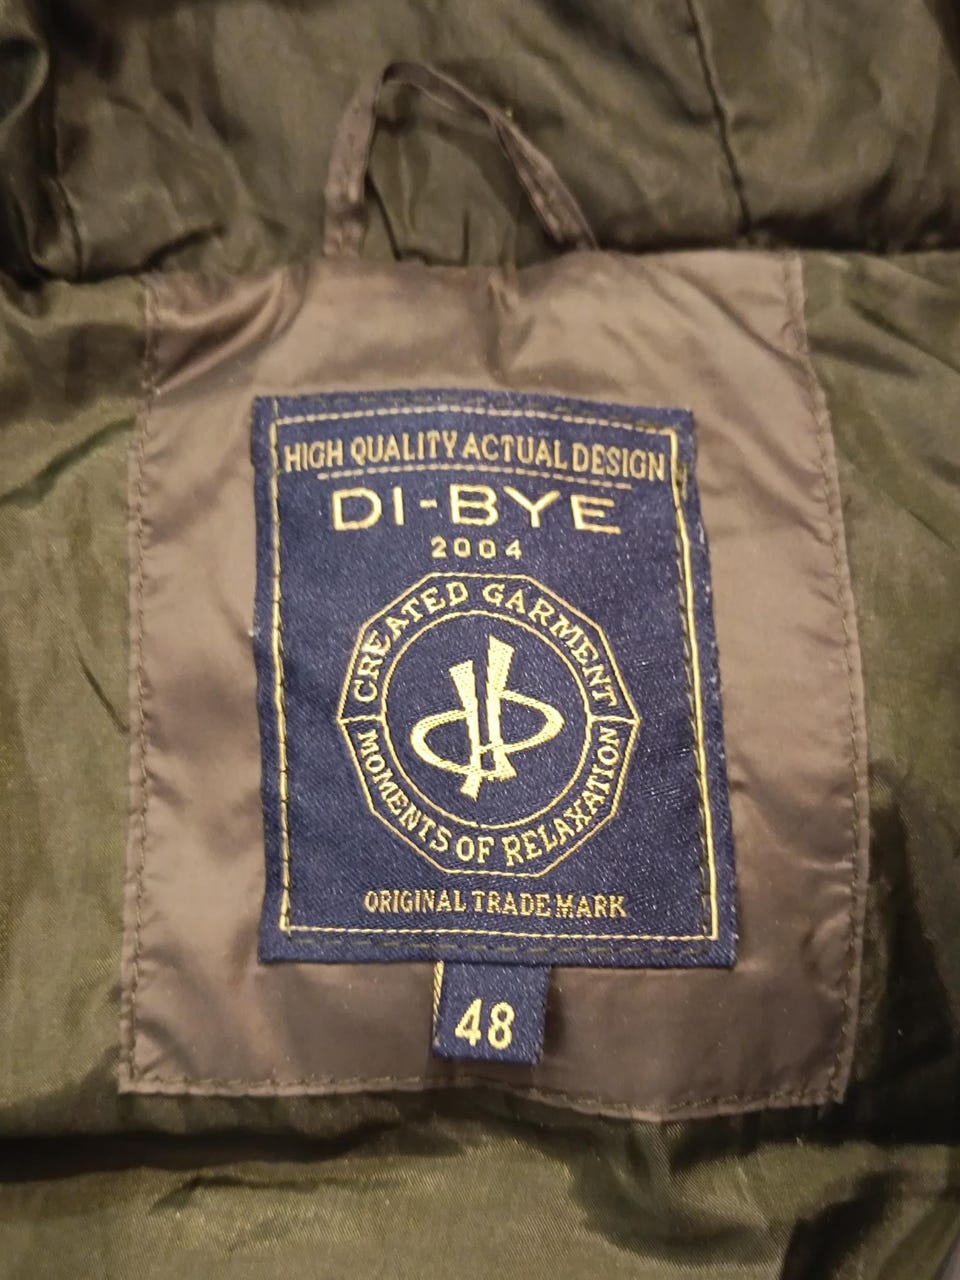 HIGH QUALITY ACTUAL DESIGN
DI-BYE
2004
CREATED GARMENT
MOMENTS OF RELAXATION
ORIGINAL TRADE MARK
48